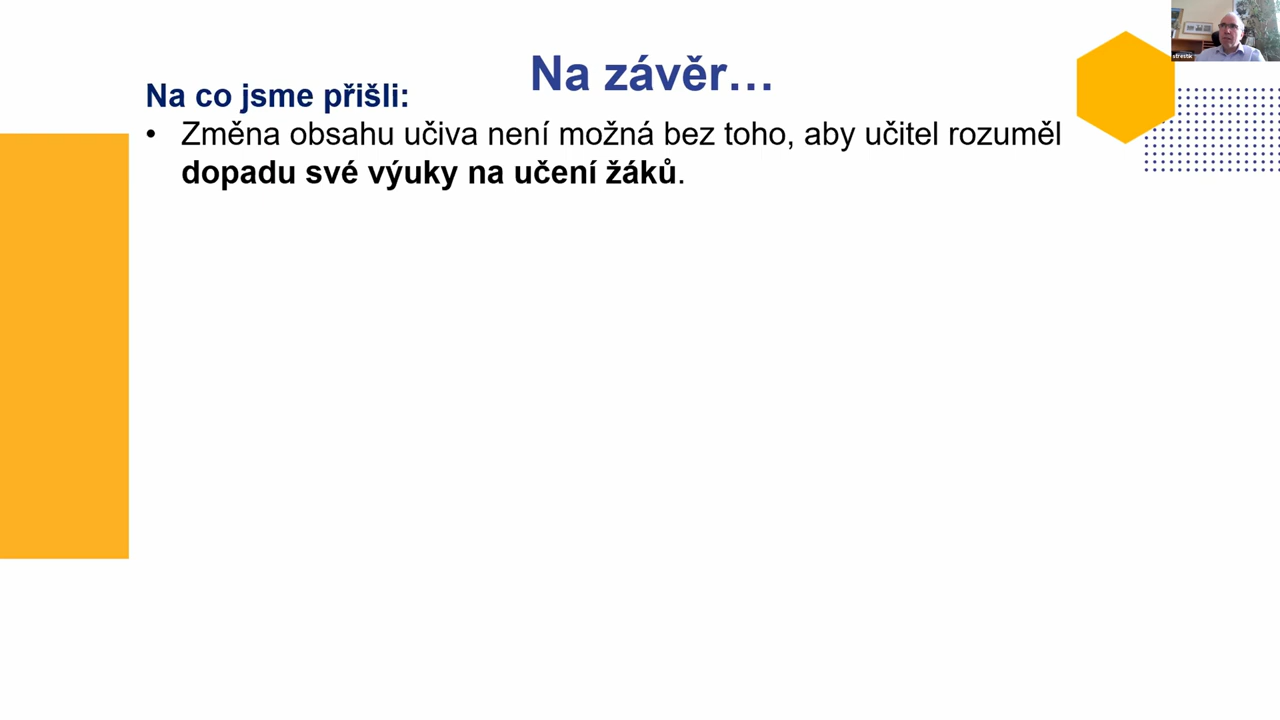 Na závěr…
Na co jsme přišli:
• Změna obsahu učiva není možná bez toho, aby učitel rozuměl
dopadu své výuky na učení žáků.